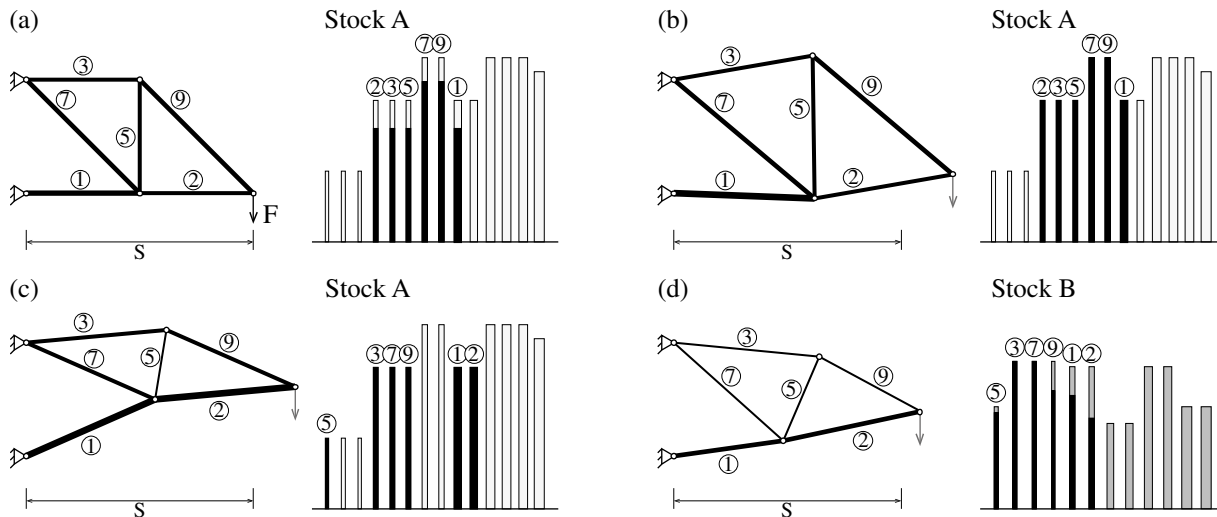 (a)
Stock A
③
⑦
⑨
⑤
①
②
F
S
⑦⑨
②③⑤
①
(b)
Stock A
③
⑦
⑤
⑨
①
②
S
⑦⑨
②③⑤
①
(c)
Stock A
③
⑦
⑤
⑨
②
①
S
③⑦⑨
①②
⑤
(d)
Stock B
③
⑦
⑤
⑨
②
①
S
③⑦⑨①②
⑤